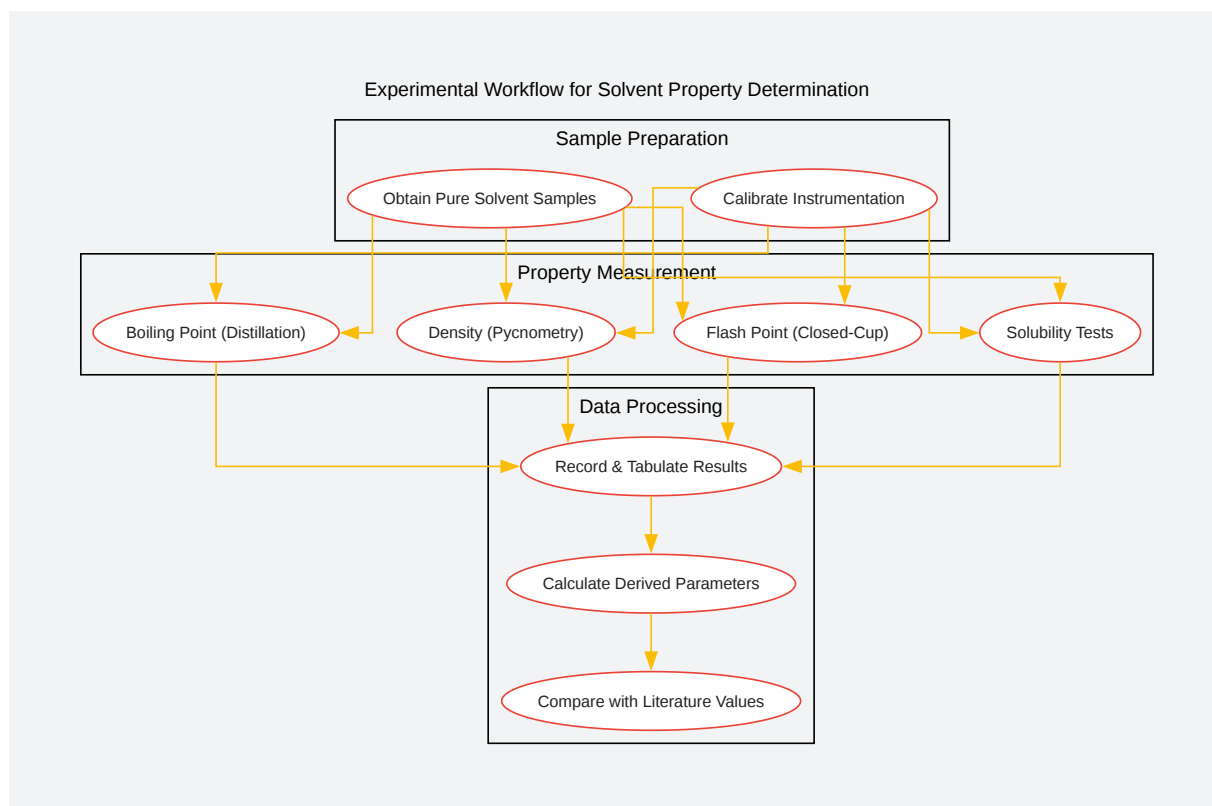 Experimental Workflow for Solvent Property Determination
Sample Preparation
Obtain Pure Solvent Samples
Calibrate Instrumentation
Property Measurement
Boiling Point (Distillation)
Density (Pycnometry)
Flash Point (Closed-Cup)
Solubility Tests
Data Processing
Record & Tabulate Results
Calculate Derived Parameters
Compare with Literature Values